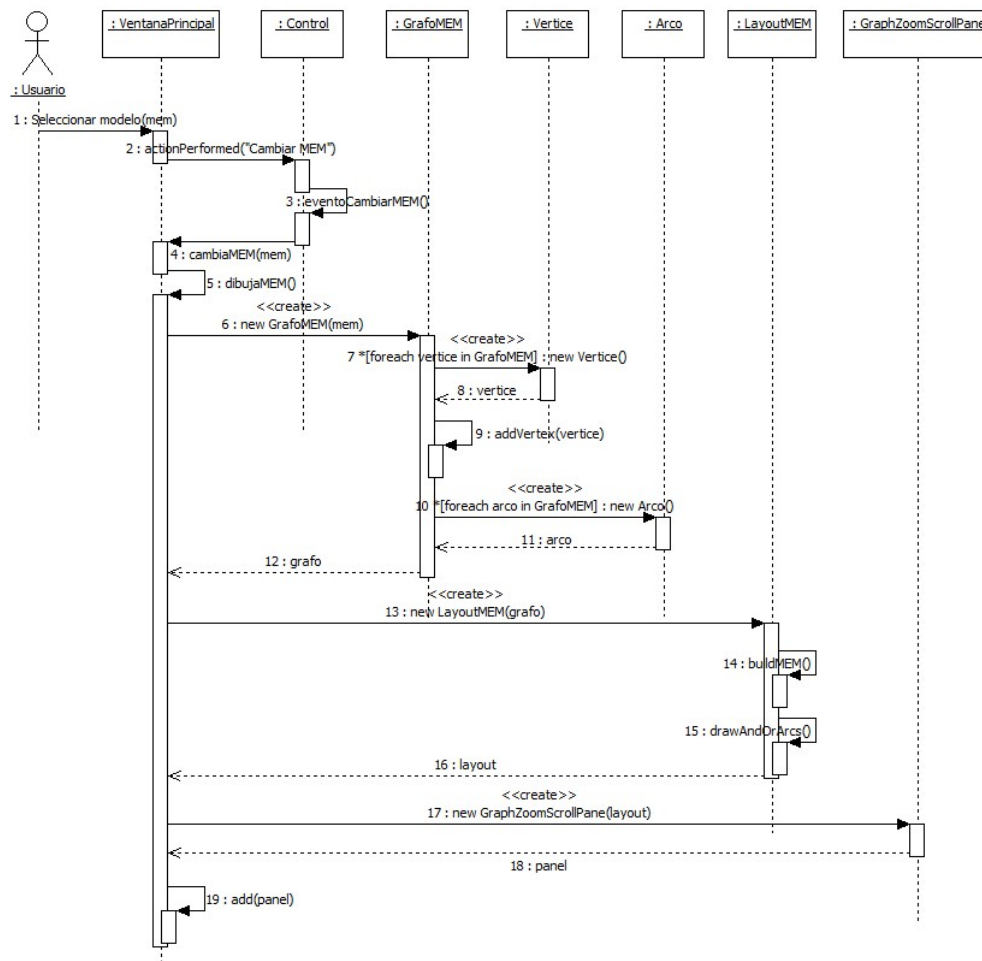 : VentanaPrincipal
: Control
: GrafoMEM
: Vertice
: Arco
: LayoutMEM
: GraphZoomScrollPane
: Usuario
1 : Seleccionar modelo(mem)
2 : actionPerformed("Cambiar MEM")
3 : eventoCambiarMEM()
4 : cambiaMEM(mem)
5 : dibujaMEM()
<<create>>
6 : new GrafoMEM(mem)
<<create>>
7 *[foreach vertice in GrafoMEM] : new Vertice()
8 : vertice
9 : addVertex(vertice)
<<create>>
10 *[foreach arco in GrafoMEM] : new Arco()
11 : arco
12 : grafo
<<create>>
13 : new LayoutMEM(grafo)
14 : buildMEM()
15 : drawAndOrArcs()
16 : layout
<<create>>
17 : new GraphZoomScrollPane(layout)
18 : panel
19 : add(panel)